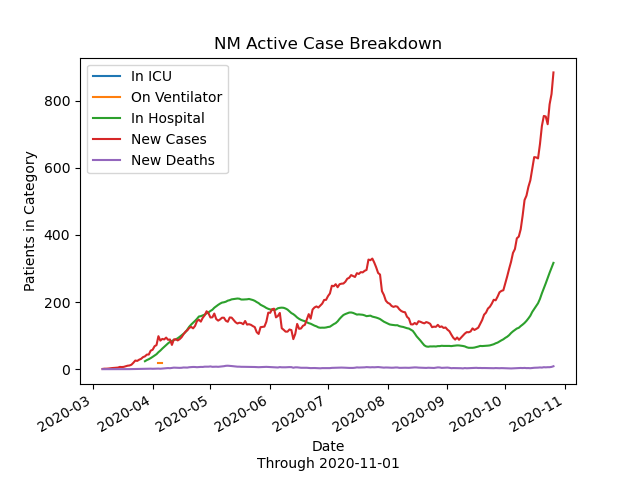 NM Active Case Breakdown
In ICU
On Ventilator
In Hospital
New Cases
New Deaths
Patients in Category
800
600
400
200
0
2020-03
2020-04
2020-05
2020-06
2020-07
2020-08
2020-09
2020-10
2020-11
Date
Through 2020-11-01